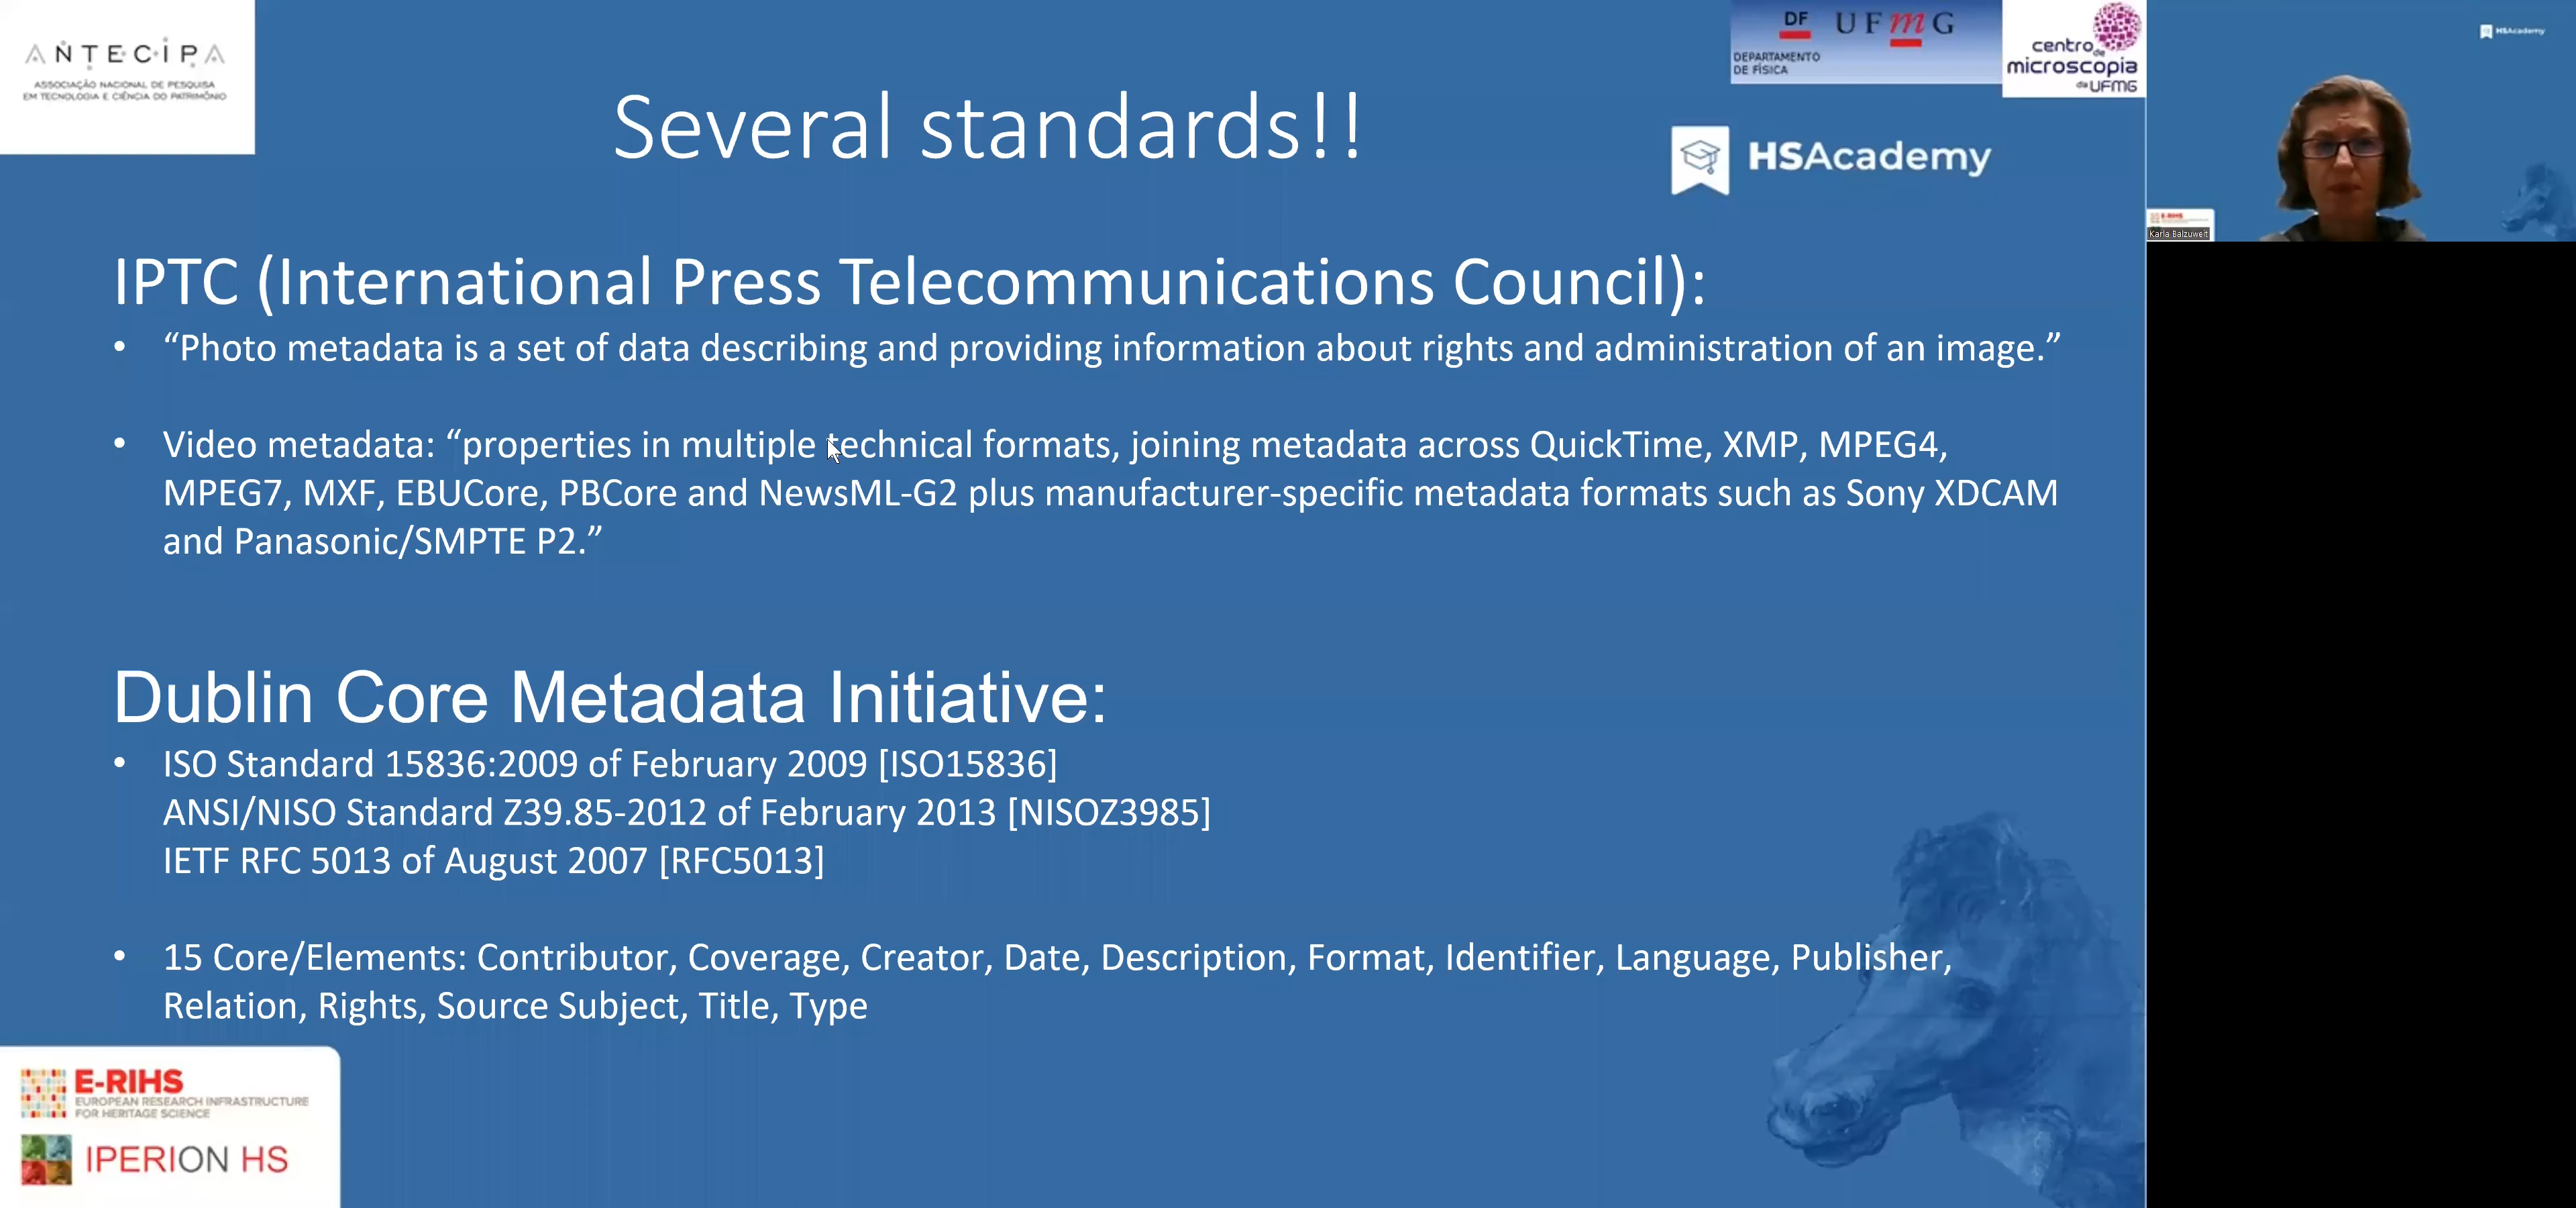 ANTECIPA
ASSOCIAÇÃO NACIONAL DE PESQUISA
EM TECNOLOGIA E CIÊNCIA DO PATRIMÔNIO
DF UFmG
DEPARTAMENTO
DE FÍSICA
centro de
microscopia
da UFMG
HSAcademy
Several standards!!
HSAcademy
E-RIHS
Karla Balzuweit
IPTC (International Press Telecommunications Council):
• “Photo metadata is a set of data describing and providing information about rights and administration of an image.”
• Video metadata: “properties in multiple technical formats, joining metadata across QuickTime, XMP, MPEG4,
MPEG7, MXF, EBUCore, PBCore and NewsML-G2 plus manufacturer-specific metadata formats such as Sony XDCAM
and Panasonic/SMPTE P2.”
Dublin Core Metadata Initiative:
• ISO Standard 15836:2009 of February 2009 [ISO15836]
ANSI/NISO Standard Z39.85-2012 of February 2013 [NISOZ3985]
IETF RFC 5013 of August 2007 [RFC5013]
• 15 Core/Elements: Contributor, Coverage, Creator, Date, Description, Format, Identifier, Language, Publisher,
Relation, Rights, Source Subject, Title, Type
E-RIHS
EUROPEAN RESEARCH INFRASTRUCTURE
FOR HERITAGE SCIENCE
IPERION HS